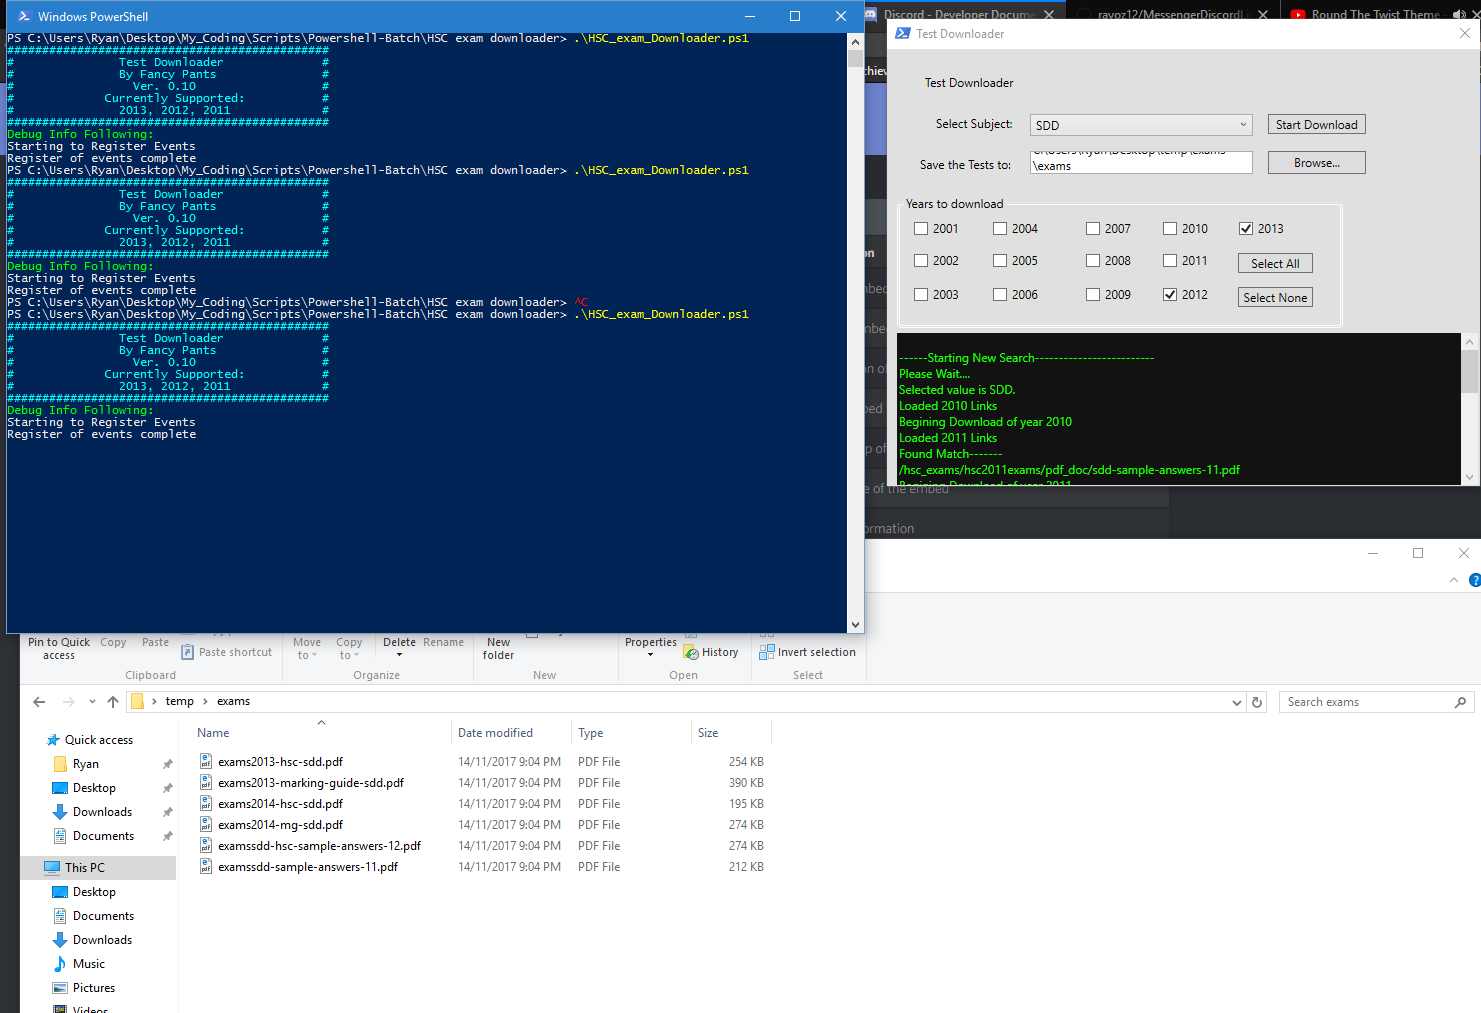 Windows PowerShell
PS C:\Users\Ryan\Desktop\My_Coding\Scripts\Powershell-Batch\HSC exam downloader> .\HSC_exam_Downloader.ps1
##############################################
# Test Downloader #
# By Fancy Pants #
# Ver. 0.10 #
# Currently Supported: #
# 2013, 2012, 2011 #
##############################################
Debug Info Following:
Starting to Register Events
Register of events complete
PS C:\Users\Ryan\Desktop\My_Coding\Scripts\Powershell-Batch\HSC exam downloader> .\HSC_exam_Downloader.ps1
##############################################
# Test Downloader #
# By Fancy Pants #
# Ver. 0.10 #
# Currently Supported: #
# 2013, 2012, 2011 #
##############################################
Debug Info Following:
Starting to Register Events
Register of events complete
PS C:\Users\Ryan\Desktop\My_Coding\Scripts\Powershell-Batch\HSC exam downloader> ^C
PS C:\Users\Ryan\Desktop\My_Coding\Scripts\Powershell-Batch\HSC exam downloader> .\HSC_exam_Downloader.ps1
##############################################
# Test Downloader #
# By Fancy Pants #
# Ver. 0.10 #
# Currently Supported: #
# 2013, 2012, 2011 #
##############################################
Debug Info Following:
Starting to Register Events
Register of events complete
Discord - Developer Docume
Round The Twist Theme -
Test Downloader
Test Downloader
Select Subject: SDD Start Download
Save the Tests to: C:\Users\Ryan\Desktop\temp\exams
\exams Browse...
Years to download
2001 2004 2007 2010 2013
2002 2005 2008 2011 Select All
2003 2006 2009 2012 Select None
------Starting New Search-------------------------
Please Wait....
Selected value is SDD.
Loaded 2010 Links
Begining Download of year 2010
Loaded 2011 Links
Found Match-------
/hsc_exams/hsc2011exams/pdf_doc/sdd-sample-answers-11.pdf
Begining Download of year 2011
e of the embed
ormation
Pin to Quick access Copy Paste Paste shortcut
Move to Copy to Delete Rename
New folder
Properties History
Invert selection
Clipboard Organize New Open Select
temp exams
Search exams
Quick access
Ryan
Desktop
Downloads
Documents
This PC
Desktop
Documents
Downloads
Music
Pictures
Videos
Name Date modified Type Size
exams2013-hsc-sdd.pdf 14/11/2017 9:04 PM PDF File 254 KB
exams2013-marking-guide-sdd.pdf 14/11/2017 9:04 PM PDF File 390 KB
exams2014-hsc-sdd.pdf 14/11/2017 9:04 PM PDF File 195 KB
exams2014-mg-sdd.pdf 14/11/2017 9:04 PM PDF File 274 KB
examssdd-hsc-sample-answers-12.pdf 14/11/2017 9:04 PM PDF File 274 KB
examssdd-sample-answers-11.pdf 14/11/2017 9:04 PM PDF File 212 KB